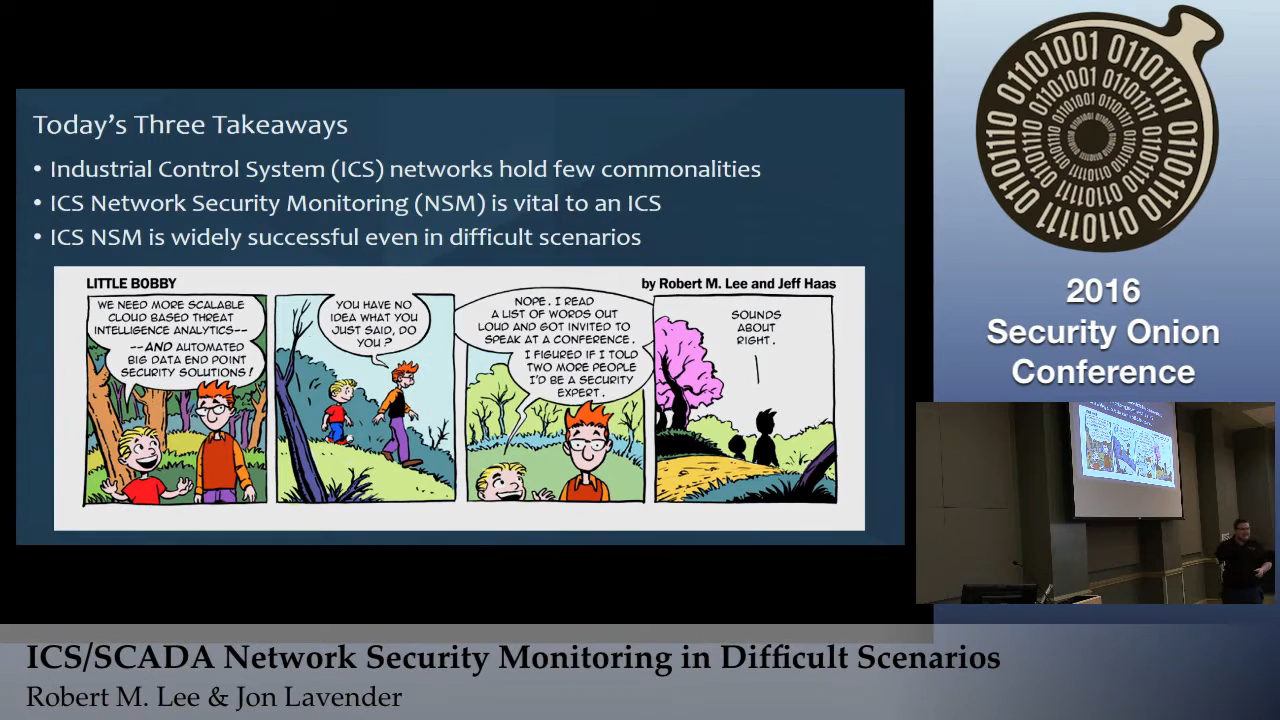 Today's Three Takeaways
• Industrial Control System (ICS) networks hold few commonalities
• ICS Network Security Monitoring (NSM) is vital to an ICS
• ICS NSM is widely successful even in difficult scenarios
LITTLE BOBBY
by Robert M. Lee and Jeff Haas
WE NEED MORE SCALABLE
CLOUD BASED THREAT
INTELLIGENCE ANALYTICS--
--AND AUTOMATED
BIG DATA END POINT
SECURITY SOLUTIONS!
YOU HAVE NO
IDEA WHAT YOU
JUST SAID, DO
YOU?
NOPE. I READ
A LIST OF WORDS OUT
LOUD AND GOT INVITED TO
SPEAK AT A CONFERENCE.
I FIGURED IF I TOLD
TWO MORE PEOPLE
I'D BE A SECURITY
EXPERT.
SOUNDS
ABOUT
RIGHT.
2016
Security Onion
Conference
ICS/SCADA Network Security Monitoring in Difficult Scenarios
Robert M. Lee & Jon Lavender